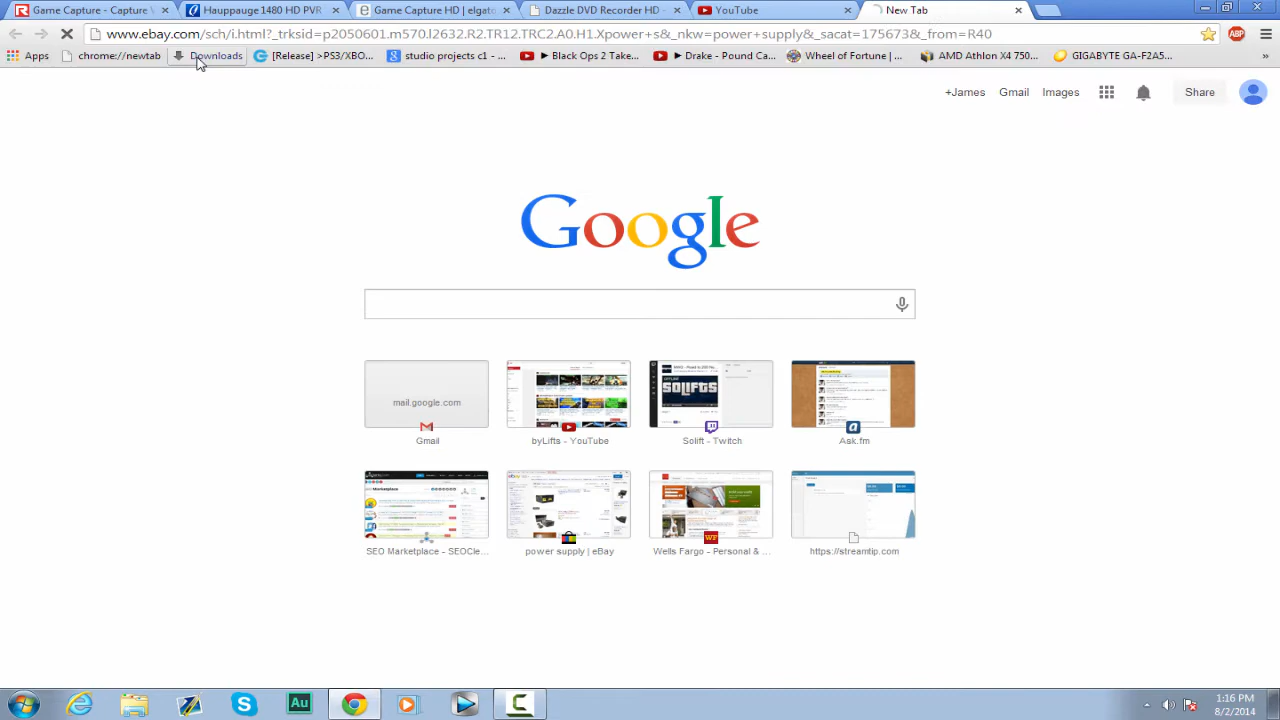 Game Capture - Capture V
Hauppauge 1480 HD PVR
Game Capture HD | elgato
Dazzle DVD Recorder HD -
YouTube
New Tab
www.ebay.com/sch/i.html?_trksid=p2050601.m570.l2632.R2.TR12.TRC2.A0.H1.Xpower+s&_nkw=power+supply&_sacat=175673&_from=R40
ABP
Apps
chrome://newtab
Downloads
[Release] >PS3/XBO...
studio projects c1 - ...
► Black Ops 2 Take...
► Drake - Pound Ca...
Wheel of Fortune | ...
AMD Athlon X4 750...
GIGABYTE GA-F2A5...
»
+James
Gmail
Images
Share
Google
mail.google.com
Gmail
byLifts - YouTube
Solift - Twitch
Ask.fm
SEO Marketplace - SEOCle...
power supply | eBay
Wells Fargo - Personal & ...
https://streamtip.com
Au
1:16 PM
8/2/2014